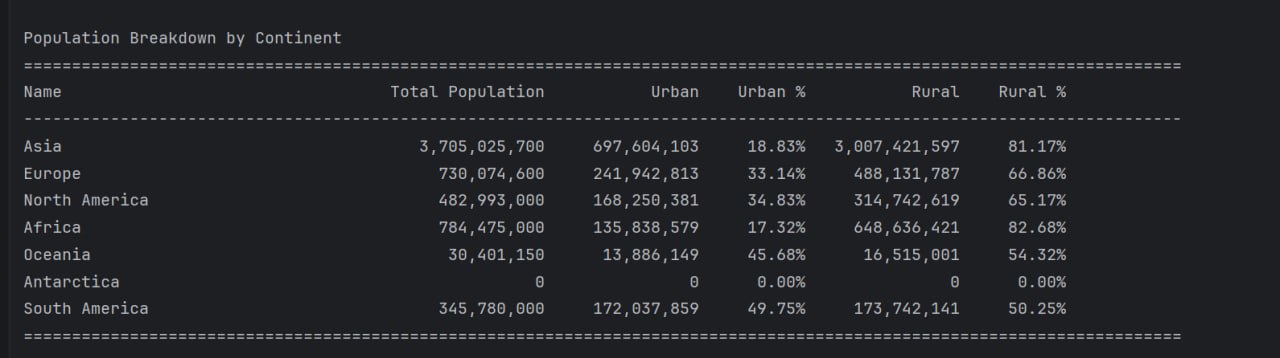 Population Breakdown by Continent
========================================================================================================================
Name                                  Total Population           Urban    Urban %           Rural    Rural %
------------------------------------------------------------------------------------------------------------------------
Asia                                     3,705,025,700     697,604,103     18.83%   3,007,421,597     81.17%
Europe                                     730,074,600     241,942,813     33.14%     488,131,787     66.86%
North America                              482,993,000     168,250,381     34.83%     314,742,619     65.17%
Africa                                     784,475,000     135,838,579     17.32%     648,636,421     82.68%
Oceania                                     30,401,150      13,886,149     45.68%      16,515,001     54.32%
Antarctica                                           0               0      0.00%               0      0.00%
South America                              345,780,000     172,037,859     49.75%     173,742,141     50.25%
========================================================================================================================